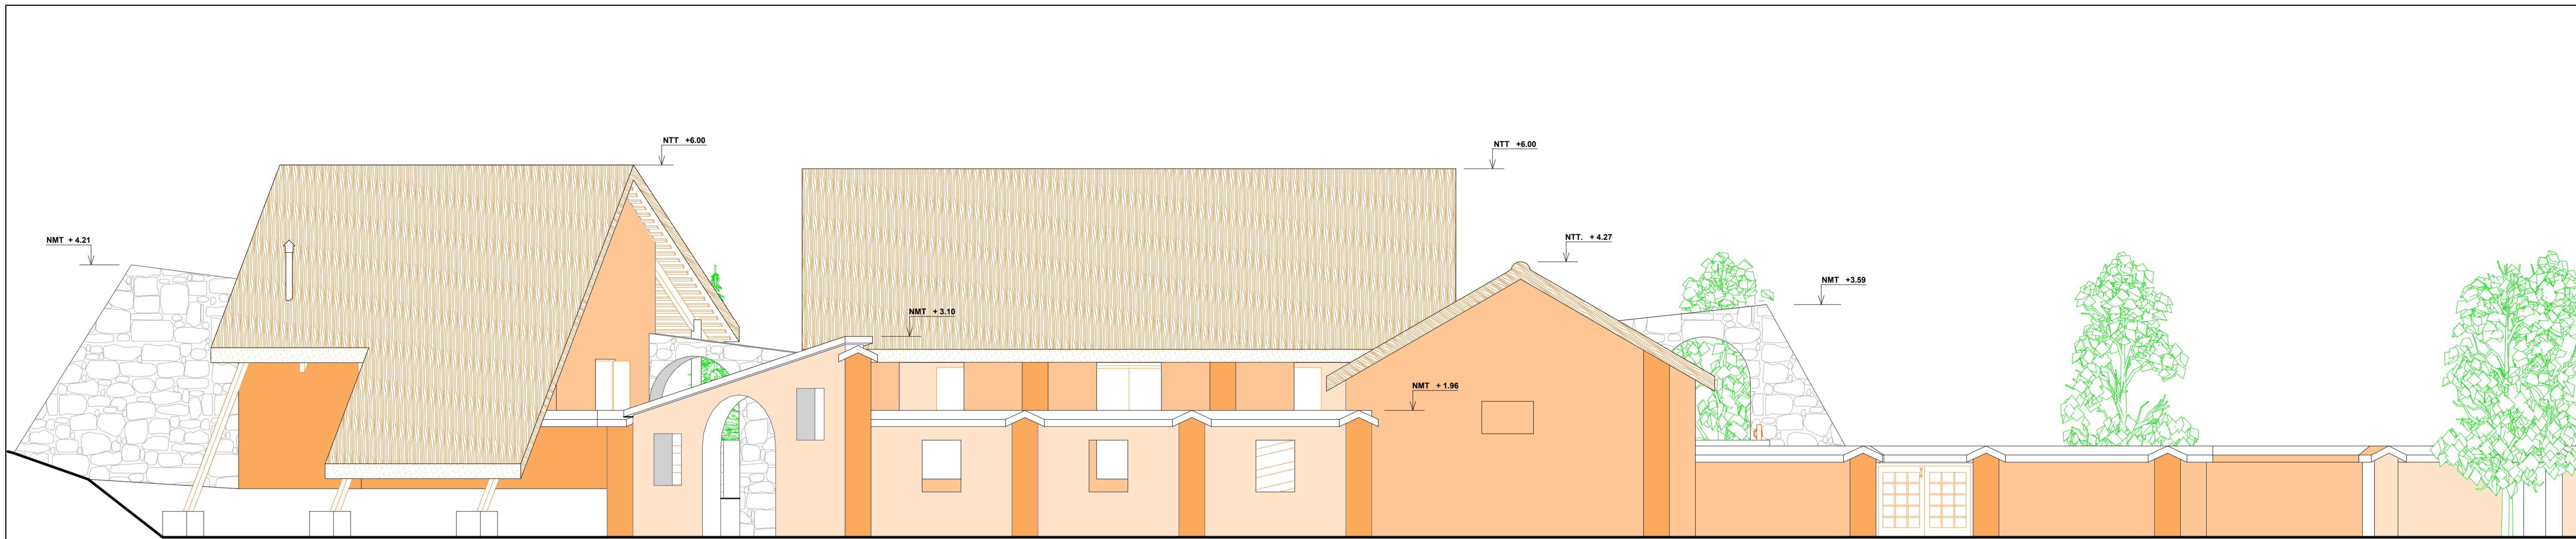 NTT +6.00
NTT +6.00
NMT + 4.21
NTT. + 4.27
NMT +3.59
NMT + 3.10
NMT + 1.96